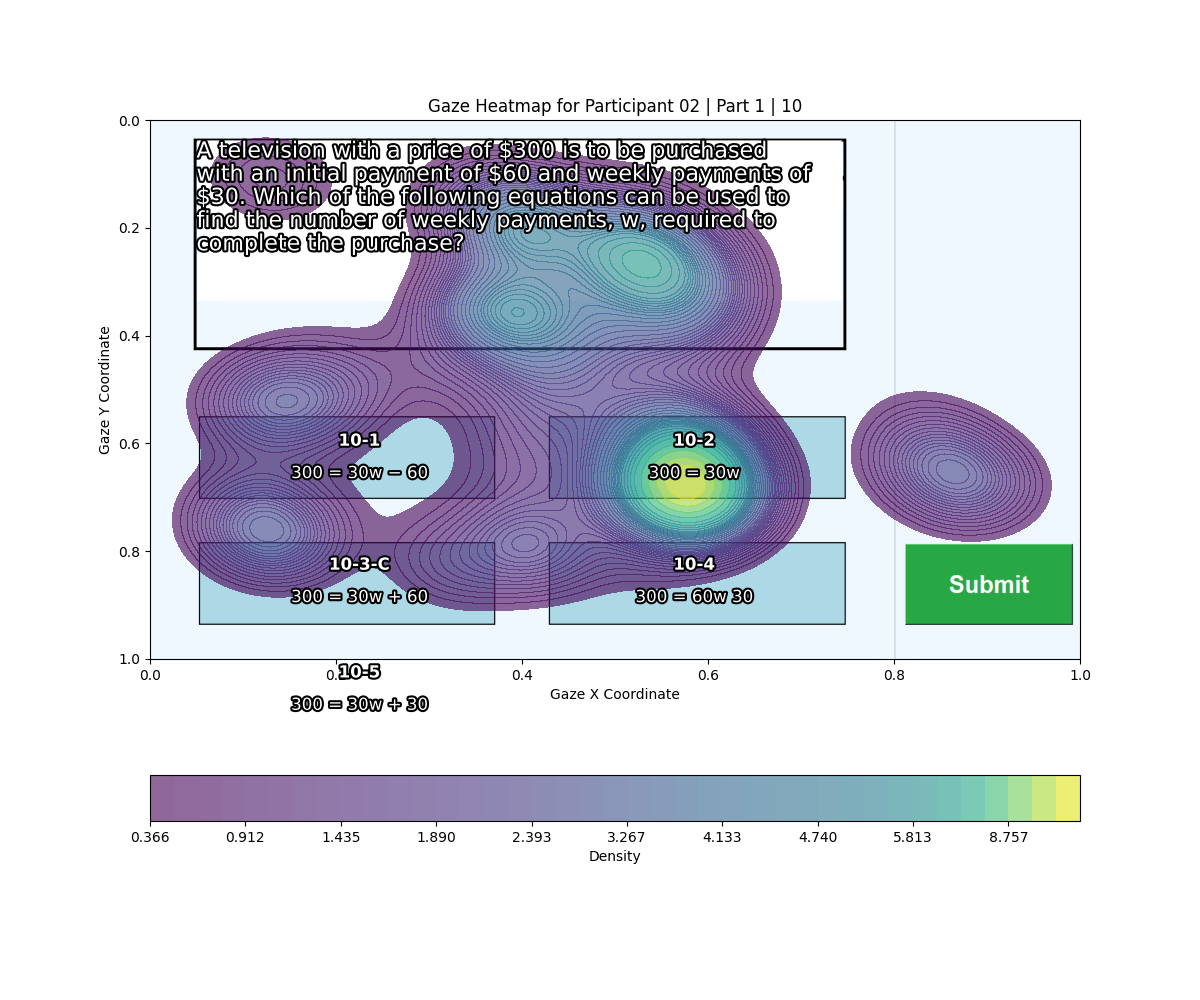 Gaze Heatmap for Participant 02 | Part 1 | 10
A television with a price of $300 is to be purchased
with an initial payment of $60 and weekly payments of
$30. Which of the following equations can be used to
find the number of weekly payments, w, required to
complete the purchase?
10-1
300 = 30w − 60
10-2
300 = 30w
10-3-C
300 = 30w + 60
10-4
300 = 60w 30
Submit
10-5
300 = 30w + 30
0.0
0.2
0.4
0.6
0.8
1.0
Gaze Y Coordinate
0.0 0.2 0.4 0.6 0.8 1.0
Gaze X Coordinate
0.366 0.912 1.435 1.890 2.393 3.267 4.133 4.740 5.813 8.757
Density